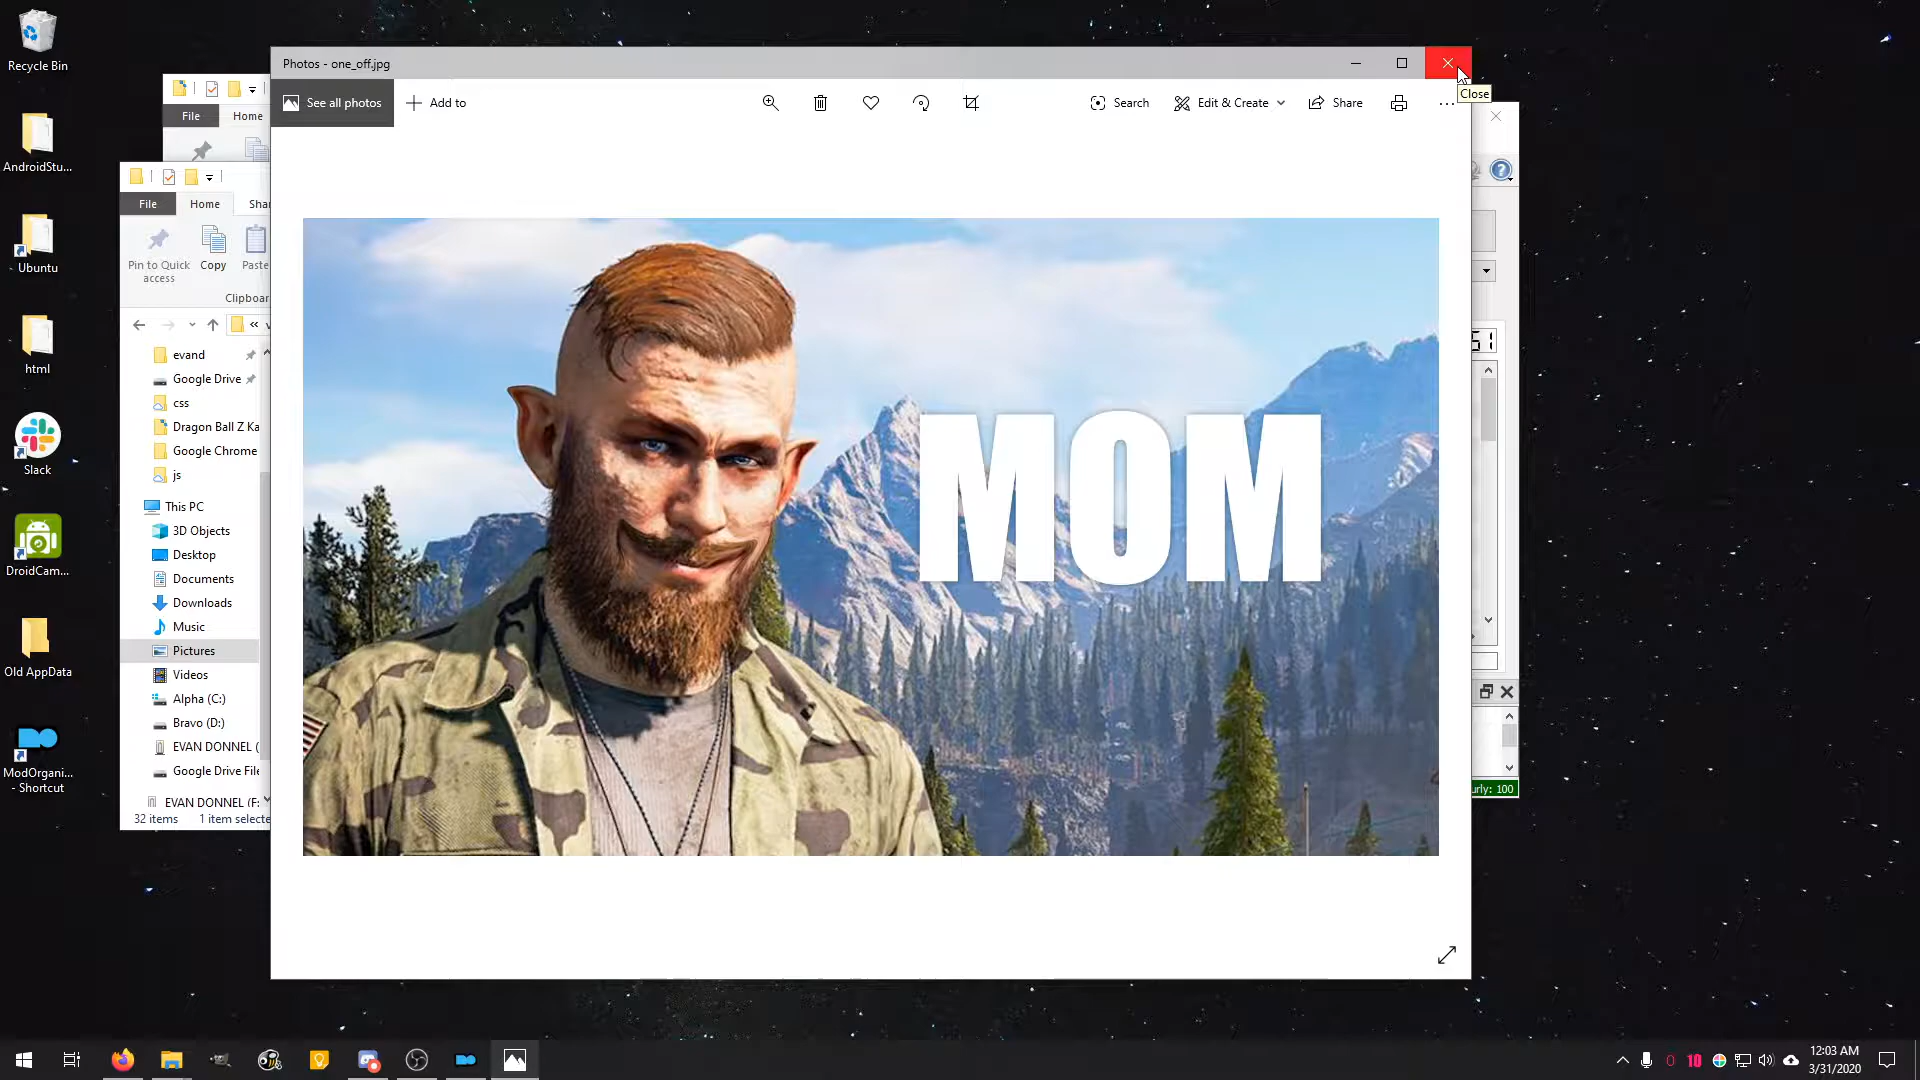 Recycle Bin
AndroidStu...
Ubuntu
html
Slack
DroidCam...
Old AppData
ModOrgani...
- Shortcut
File
Home
File
Home
Sha
Pin to Quick
access
Copy
Paste
Clipboar
«
evand
Google Drive
css
Dragon Ball Z Ka
Google Chrome
js
This PC
3D Objects
Desktop
Documents
Downloads
Music
Pictures
Videos
Alpha (C:)
Bravo (D:)
EVAN DONNEL (
Google Drive File
EVAN DONNEL (F:
32 items
1 item selecte
Photos - one_off.jpg
See all photos
Add to
Search
Edit & Create
Share
Close
MOM
51
urly: 100
10
12:03 AM
3/31/2020